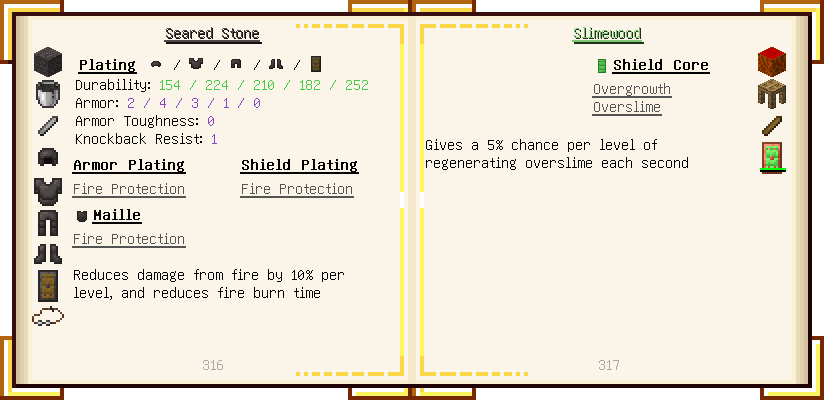 Seared Stone
Plating / / / /
Durability: 154 / 224 / 210 / 182 / 252
Armor: 2 / 4 / 3 / 1 / 0
Armor Toughness: 0
Knockback Resist: 1
Armor Plating
Fire Protection
Shield Plating
Fire Protection
Maille
Fire Protection
Reduces damage from fire by 10% per
level, and reduces fire burn time
316
Slimewood
Shield Core
Overgrowth
Overslime
Gives a 5% chance per level of
regenerating overslime each second
317